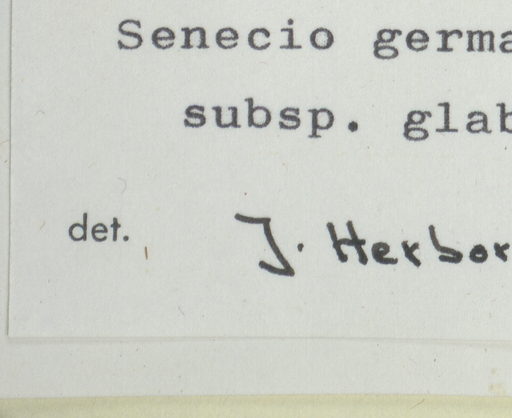 Senecio germa
subsp. glab
det. J. Herbor